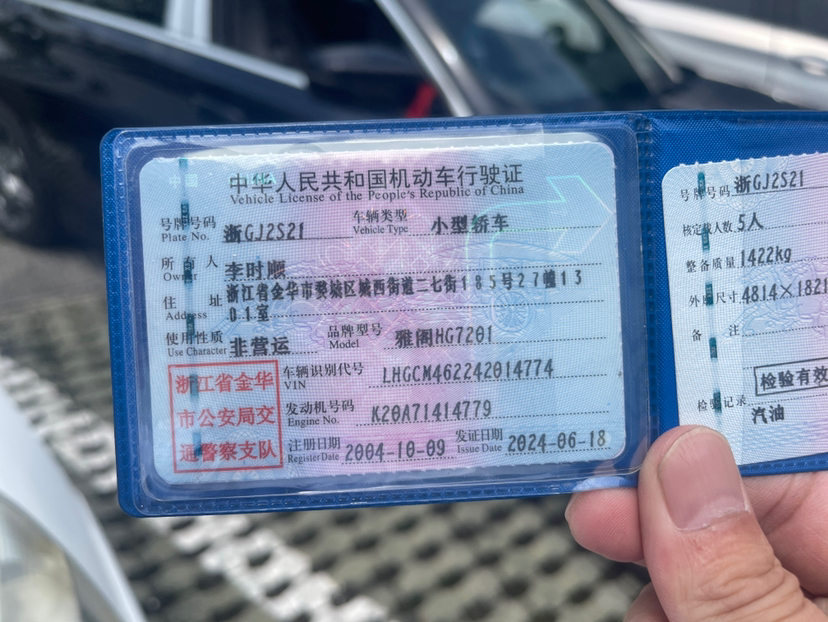 中华人民共和国机动车行驶证
Vehicle License of the People's Republic of China
号牌号码 浙GJ2S21 车辆类型 小型轿车
Plate No. Vehicle Type
所有人 李时顺
Owner
住址 浙江省金华市婺城区城西街道二七街185号27幢13
Address 01室
使用性质 非营运 品牌型号 雅阁HG7201
Use Character Model
浙江省金华
市公安局交
通警察支队
车辆识别代号 LHGCM462242014774
VIN
发动机号码 K20A71414779
Engine No.
注册日期 2004-10-09 发证日期 2024-06-18
Register Date Issue Date
号牌号码 浙GJ2S21
核定载人数 5人
整备质量 1422kg
外廓尺寸 4814×1821
备注
检验有效
检验记录
汽油